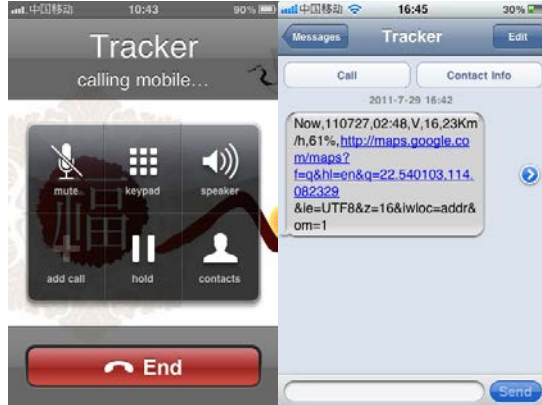 中国移动 10:43 90%
Tracker
calling mobile...
mute keypad speaker
add call hold contacts
End
中国移动 16:45 30%
Messages Tracker Edit
Call Contact Info
2011-7-29 16:42
Now,110727,02:48,V,16,23Km
/h,61%,http://maps.google.co
m/maps?
f=q&hl=en&q=22.540103,114.
082329
&ie=UTF8&z=16&iwloc=addr&
om=1
Send
福